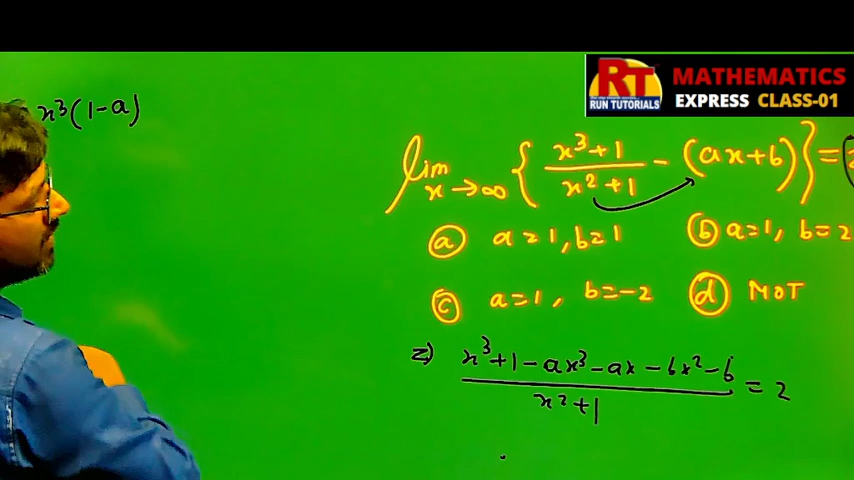 RT
RUN TUTORIALS
MATHEMATICS
EXPRESS CLASS-01
x³(1-a)
lim x→∞ { x³+1 / x²+1 - (ax+b) } = 2
ⓐ a=1, b=1 ⓑ a=1, b=2
ⓒ a=1, b=-2 ⓓ NOT
⇒ x³+1-ax³-ax-bx²-b / x²+1 = 2